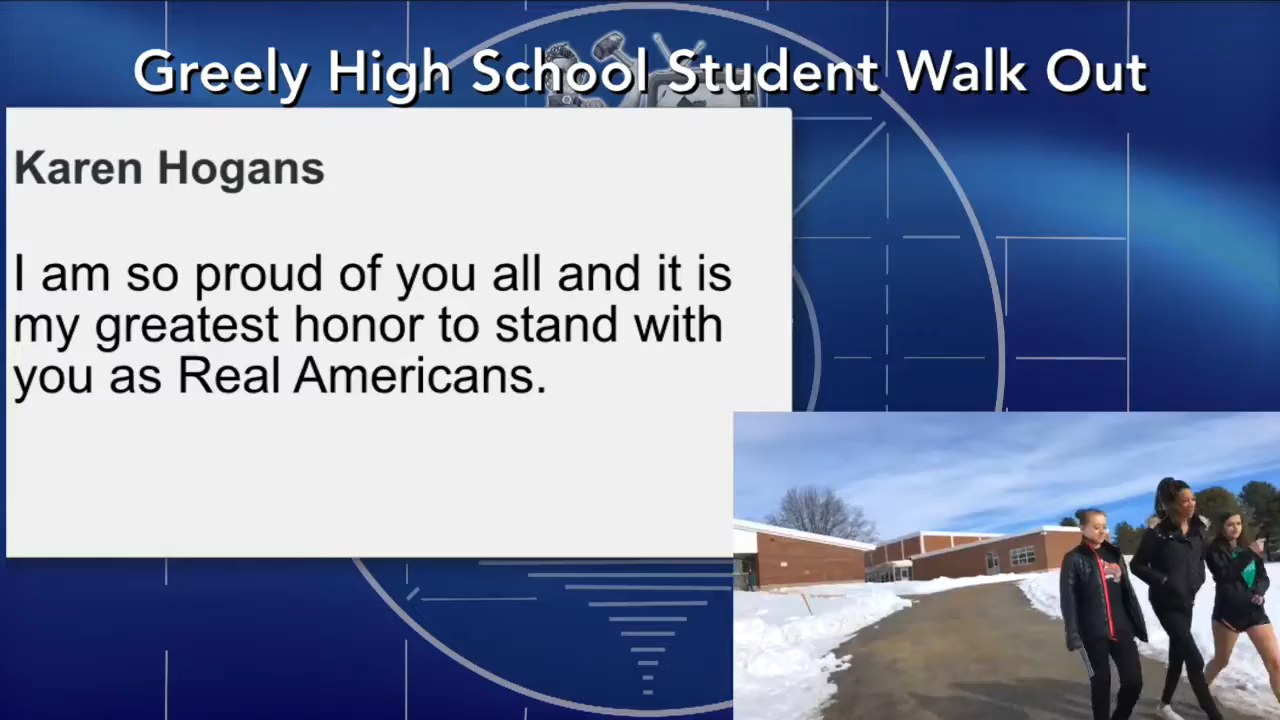 Greely High School Student Walk Out
Karen Hogans
I am so proud of you all and it is
my greatest honor to stand with
you as Real Americans.